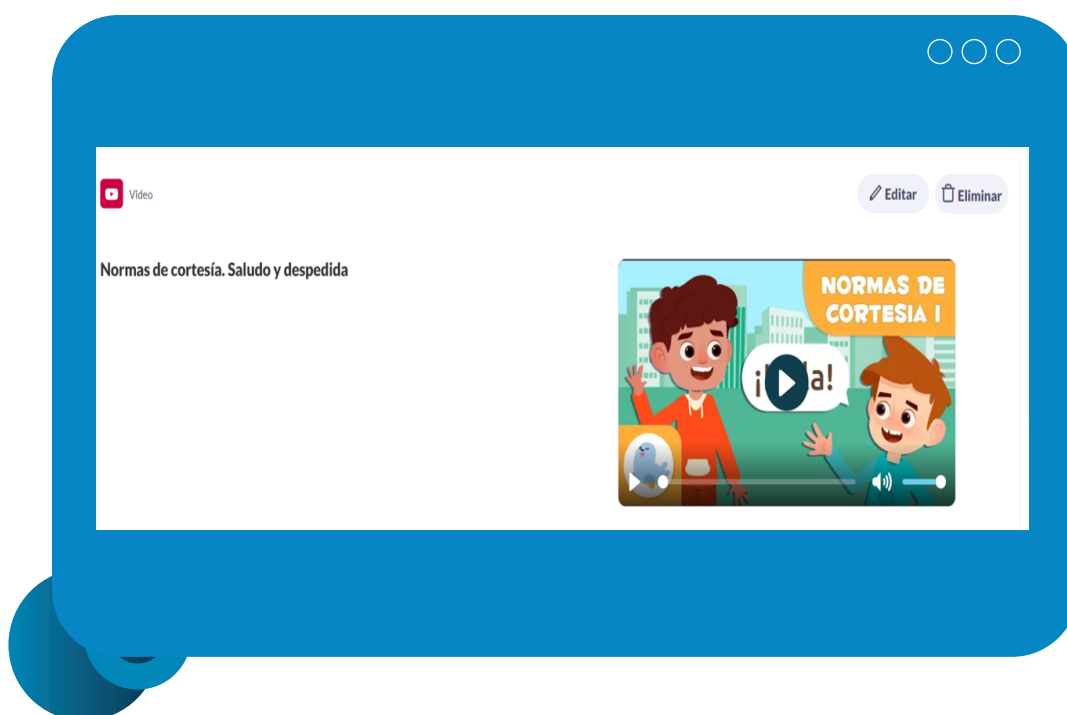 Video
Editar
Eliminar
Normas de cortesía. Saludo y despedida
NORMAS DE
CORTESIA I